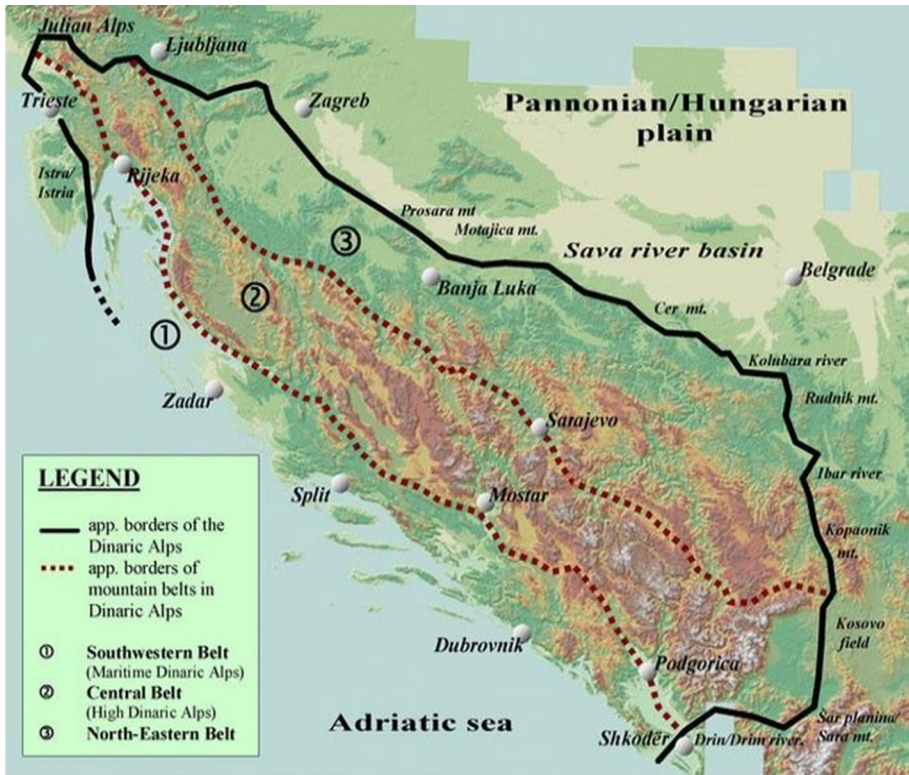 Julian Alps
Ljubljana
Trieste
Zagreb
Pannonian/Hungarian
plain
Istra/
Istria
Rijeka
Prosara mt
Motajica mt.
③
Sava river basin
②
Banja Luka
Belgrade
①
Cer mt.
Kolubara river
Zadar
Rudnik mt.
Sarajevo
Ibar river
LEGEND
Split
Mostar
app. borders of the
Dinaric Alps
Kopaonik
mt.
app. borders of
mountain belts in
Dinaric Alps
Kosovo
field
Dubrovnik
① Southwestern Belt
(Maritime Dinaric Alps)
Podgorica
② Central Belt
(High Dinaric Alps)
Adriatic sea
Šar planina/
Sara mt.
③ North-Eastern Belt
Shkodër
Drin/Drim river.